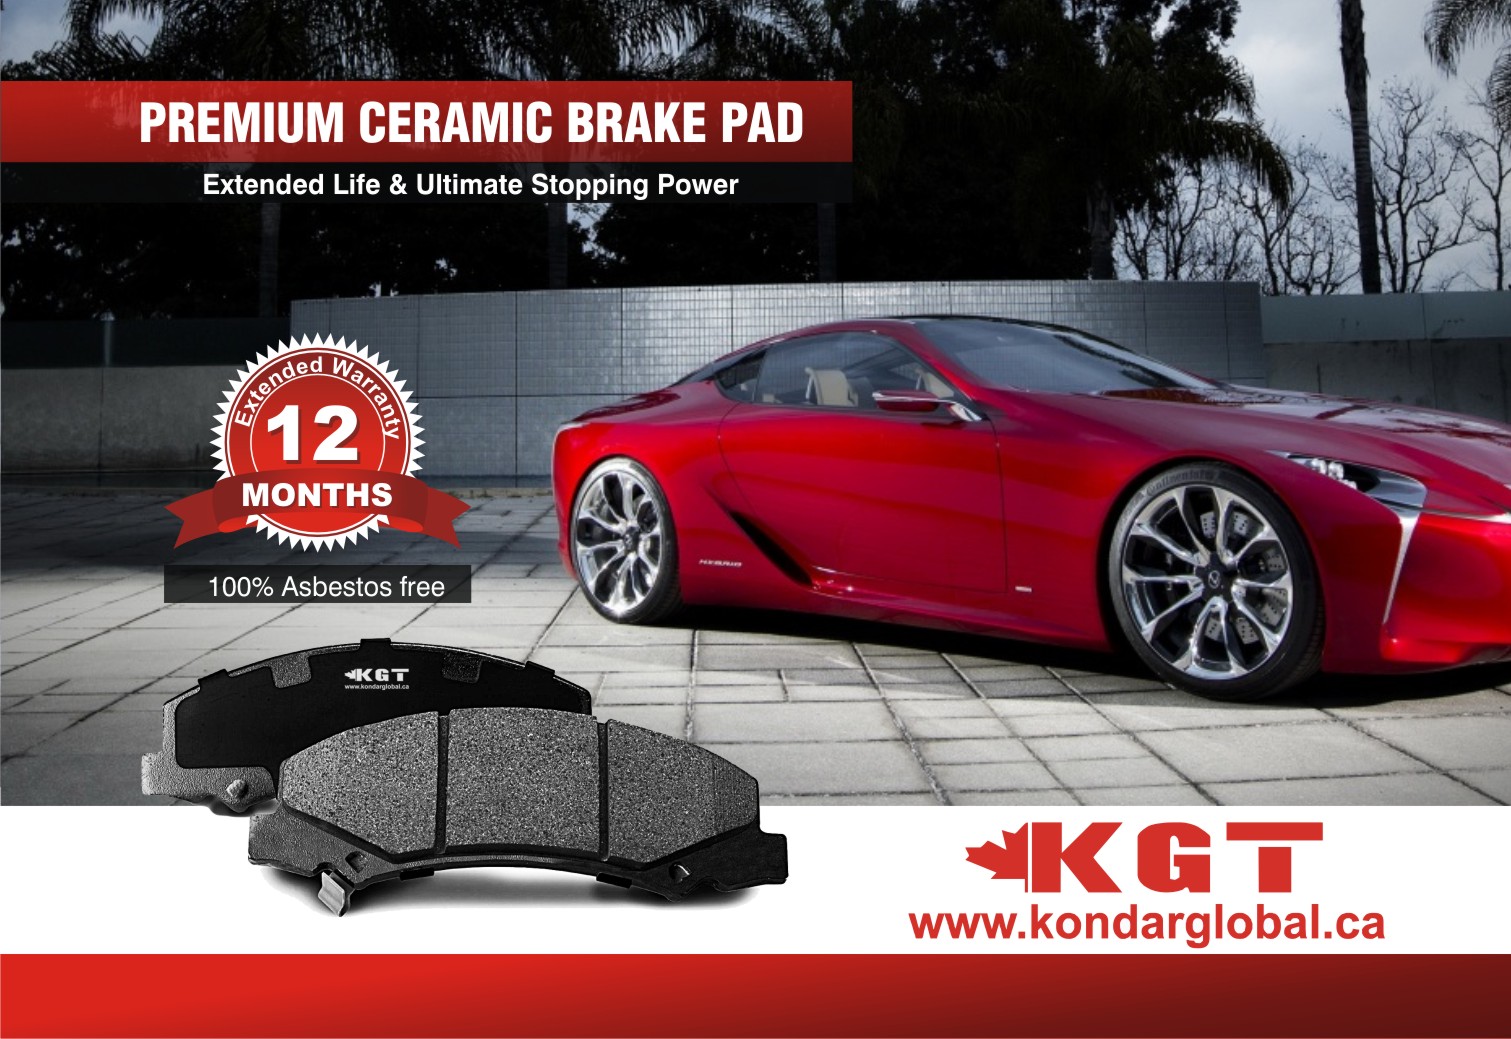 PREMIUM CERAMIC BRAKE PAD
Extended Life & Ultimate Stopping Power
Extended Warranty
12
MONTHS
100% Asbestos free
KGT
www.kondarglobal.ca
HYBRID
KGT
www.kondarglobal.ca